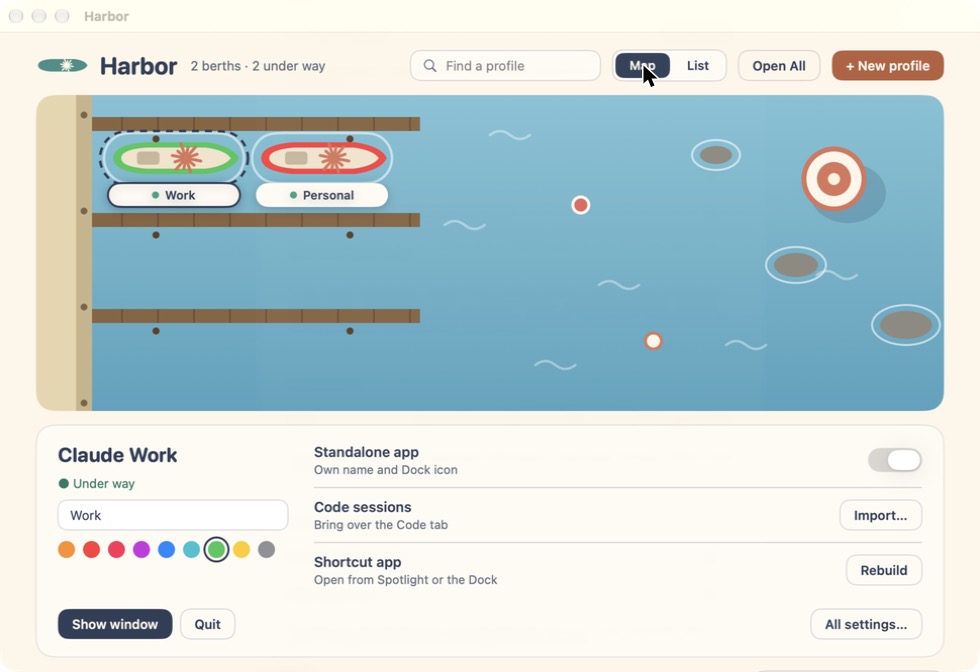 Harbor
Harbor
2 berths · 2 under way
Find a profile
Map
List
Open All
+ New profile
Work
Personal
Claude Work
Under way
Work
Standalone app
Own name and Dock icon
Code sessions
Bring over the Code tab
Import...
Shortcut app
Open from Spotlight or the Dock
Rebuild
Show window
Quit
All settings...